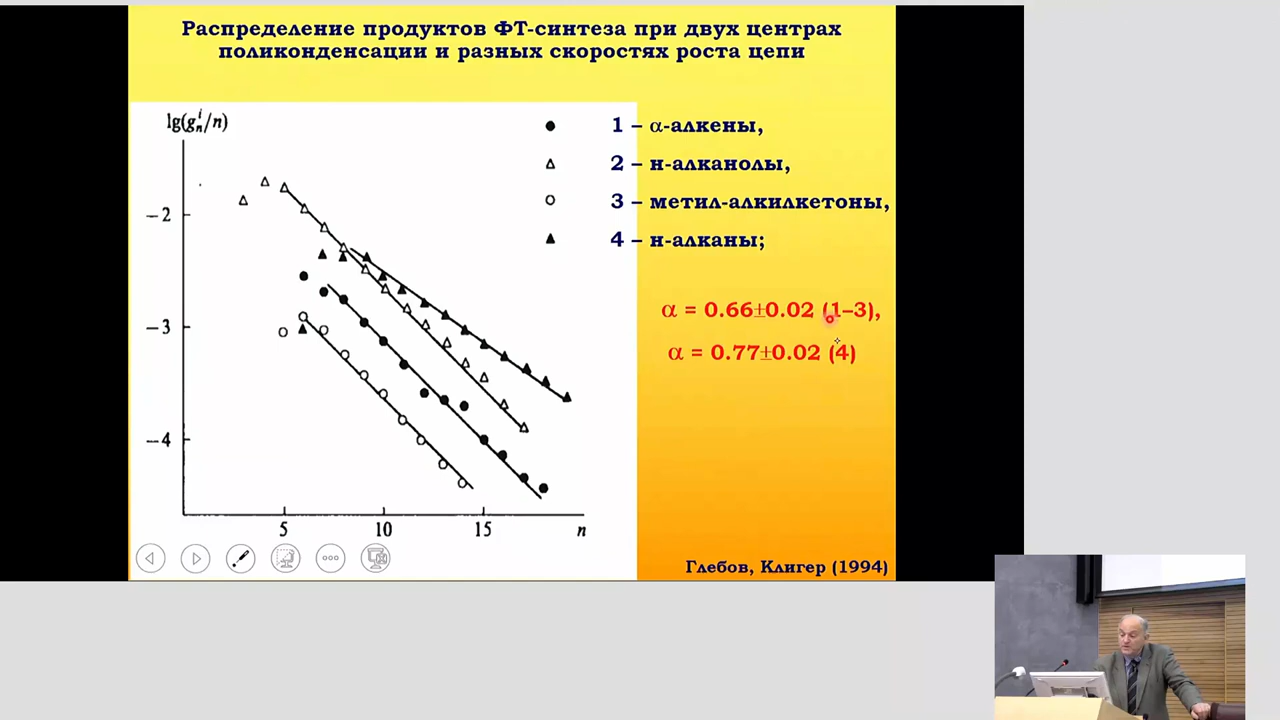 Распределение продуктов ФТ-синтеза при двух центрах
поликонденсации и разных скоростях роста цепи
lg(gₙⁱ/n)
1 – α-алкены,
2 – н-алканолы,
3 – метил-алкилкетоны,
4 – н-алканы;
α = 0.66±0.02 (1–3),
α = 0.77±0.02 (4)
–2
–3
–4
5 10 15 n
Глебов, Клигер (1994)